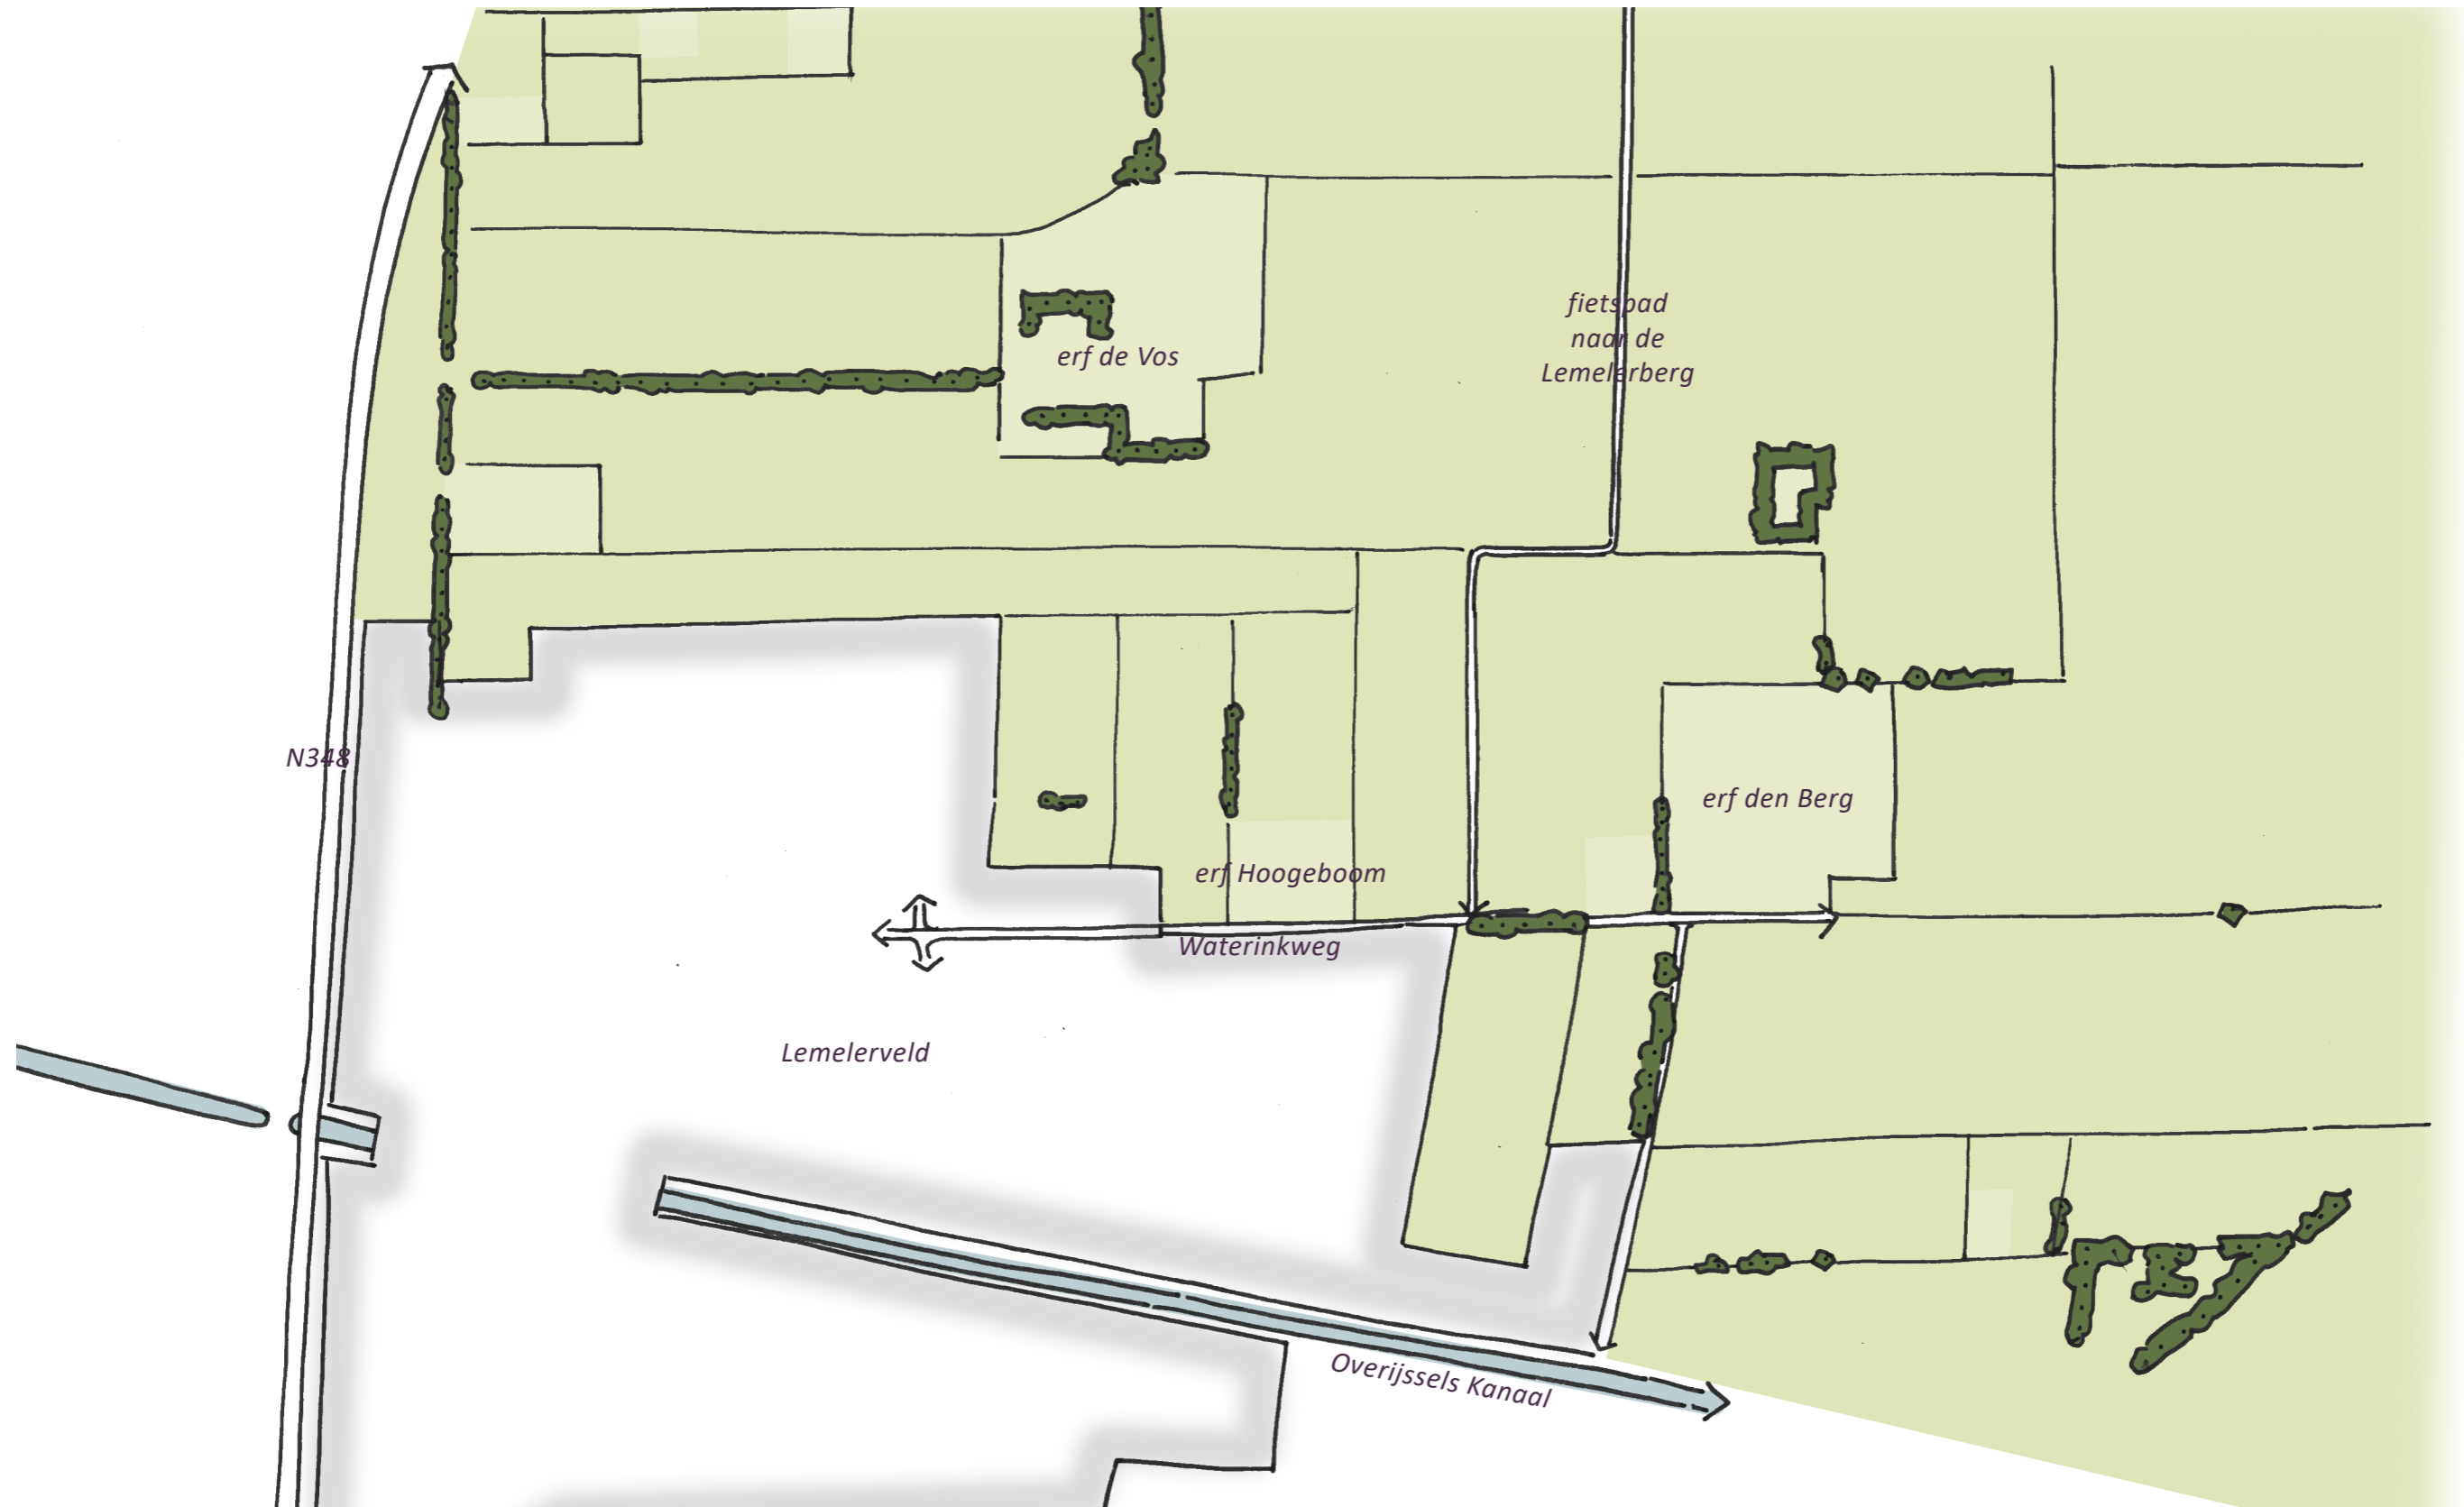 fietspad
naar de
Lemelerberg
erf de Vos
N348
erf den Berg
erf Hoogeboom
Waterinkweg
Lemelerveld
Overijssels Kanaal